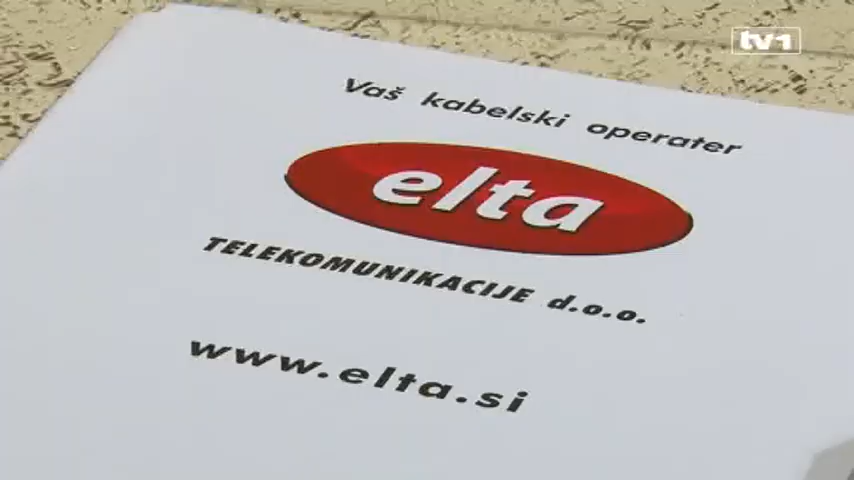 tv1
Vaš kabelski operater
elta
TELEKOMUNIKACIJE d.o.o.
www.elta.si